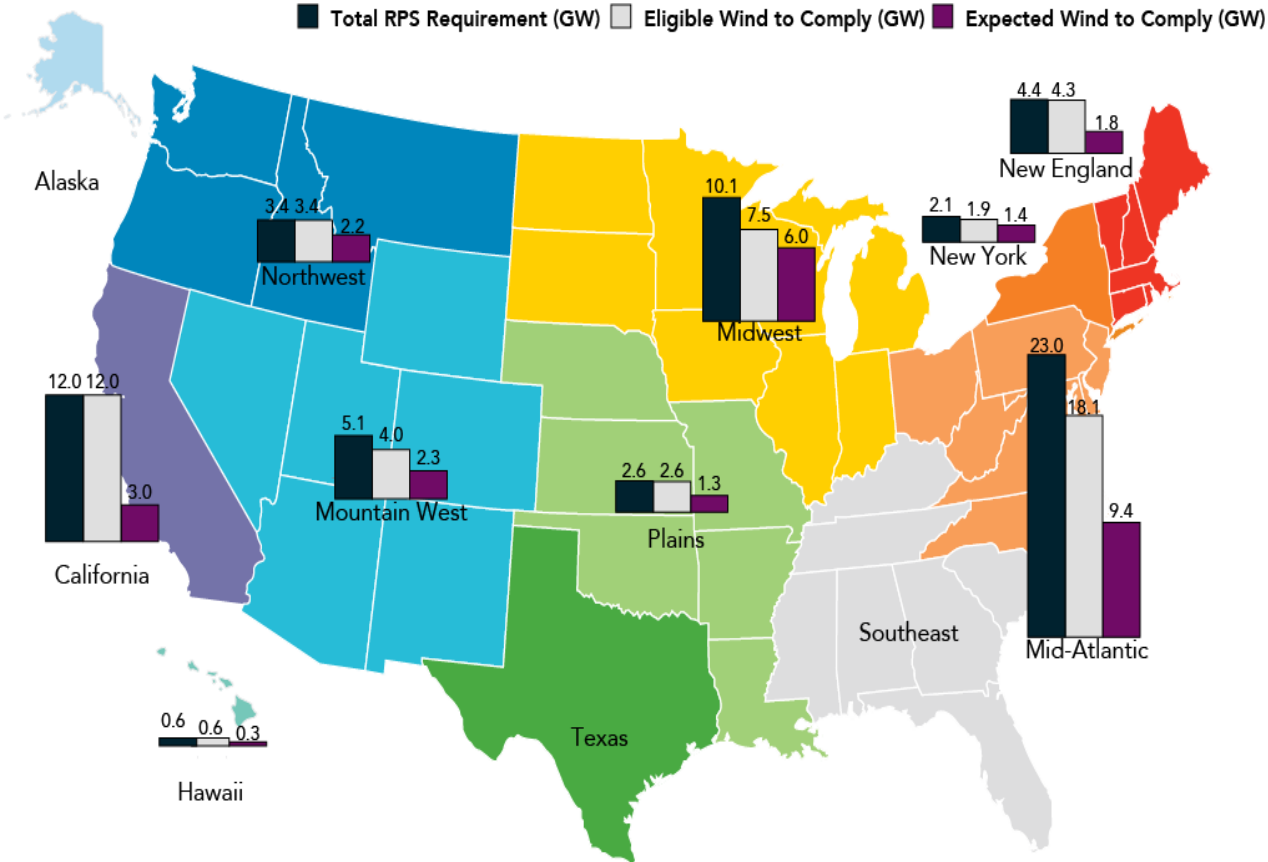 Total RPS Requirement (GW) Eligible Wind to Comply (GW) Expected Wind to Comply (GW)
Alaska
4.4 4.3 1.8
New England
3.4 3.4 2.2
Northwest
10.1 7.5 6.0
Midwest
2.1 1.9 1.4
New York
12.0 12.0 3.0
California
5.1 4.0 2.3
Mountain West
2.6 2.6 1.3
Plains
23.0 18.1 9.4
Mid-Atlantic
Southeast
Texas
0.6 0.6 0.3
Hawaii